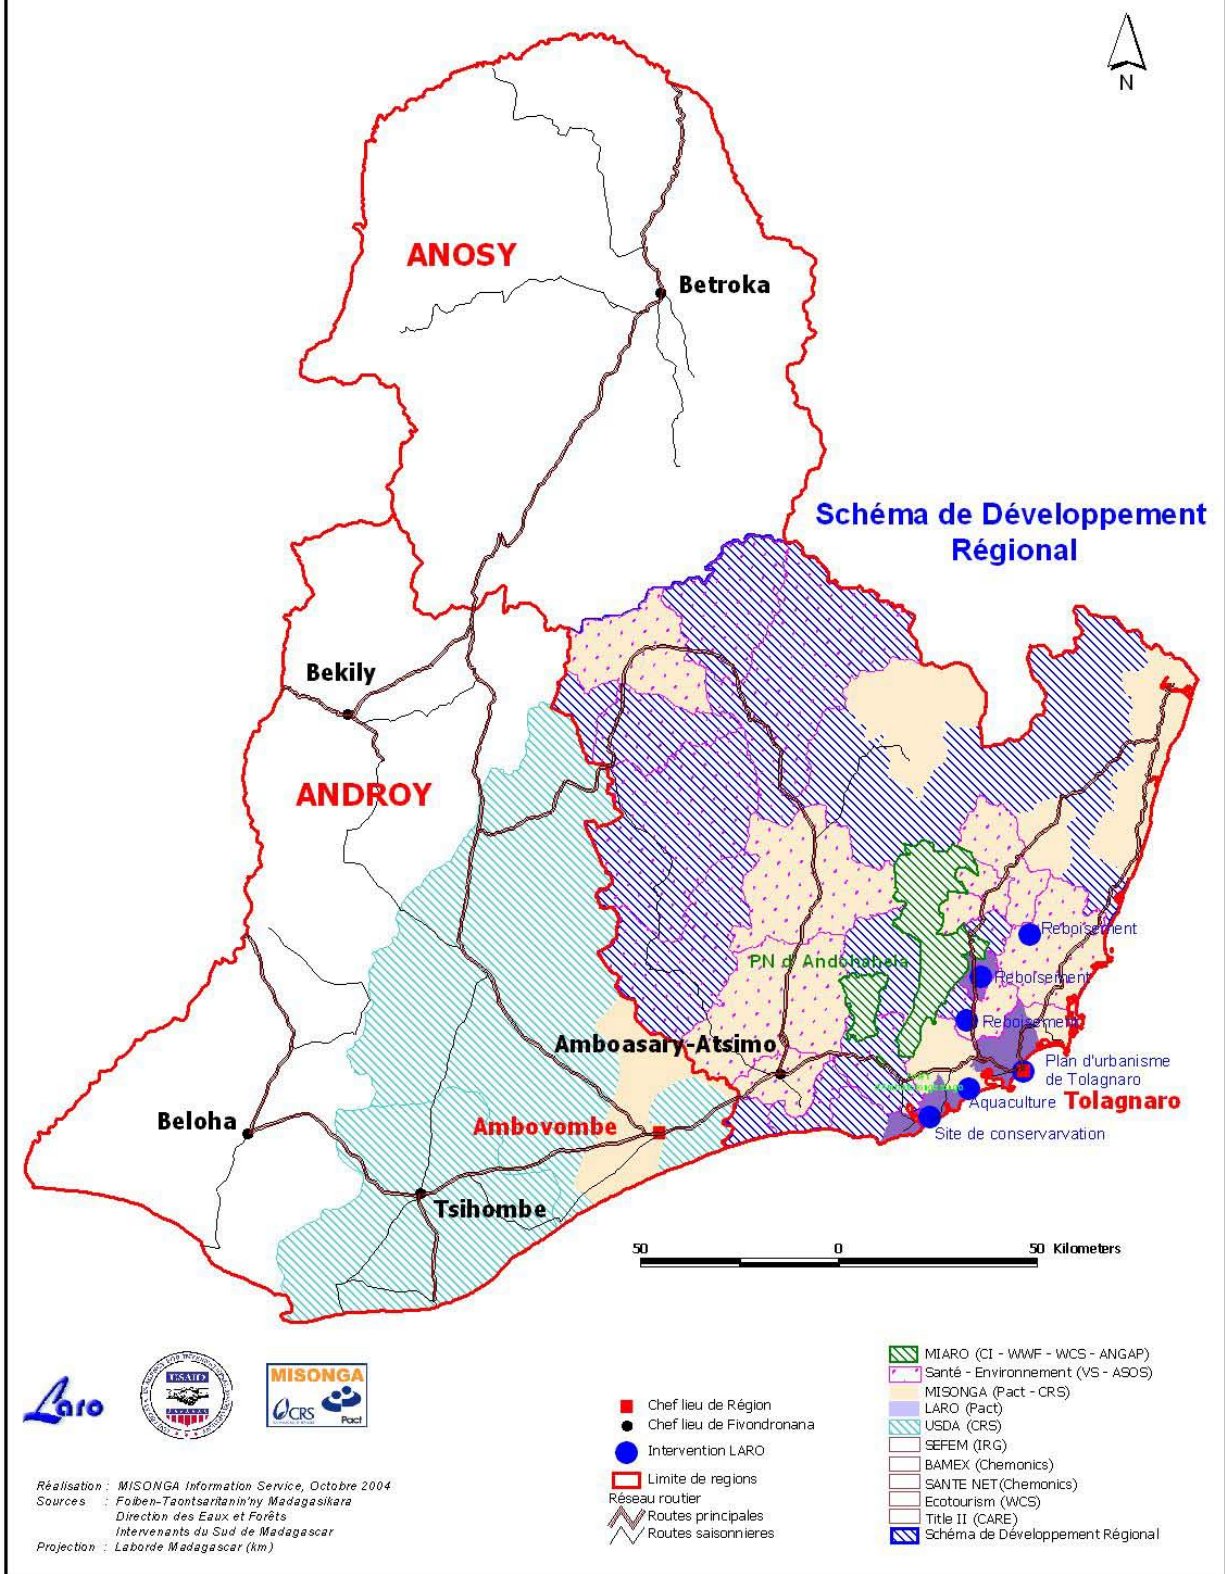 N
ANOSY
Betroka
Schéma de Développement
Régional
Bekily
ANDROY
Reboisement
PN d' Andohahela
Reboisement
Reboisement
Amboasary-Atsimo
Plan d'urbanisme
de Tolagnaro
Aquaculture
Tolagnaro
Beloha
Ambovombe
Site de conservarvation
Tsihombe
50 0 50 Kilometers
Laro
USAID
MISONGA
CRS
Pact
Chef lieu de Région
Chef lieu de Fivondronana
Intervention LARO
Limite de regions
Réseau routier
Routes principales
Routes saisonnieres
MIARO (CI - WWF - WCS - ANGAP)
Santé - Environnement (VS - ASOS)
MISONGA (Pact - CRS)
LARO (Pact)
USDA (CRS)
SEFEM (IRG)
BAMEX (Chemonics)
SANTE NET(Chemonics)
Ecotourism (WCS)
Title II (CARE)
Schéma de Développement Régional
Réalisation : MISONGA Information Service, Octobre 2004
Sources : Foiben-Taontsaritanin'ny Madagasikara
Direction des Eaux et Forêts
Intervenants du Sud de Madagascar
Projection : Laborde Madagascar (km)